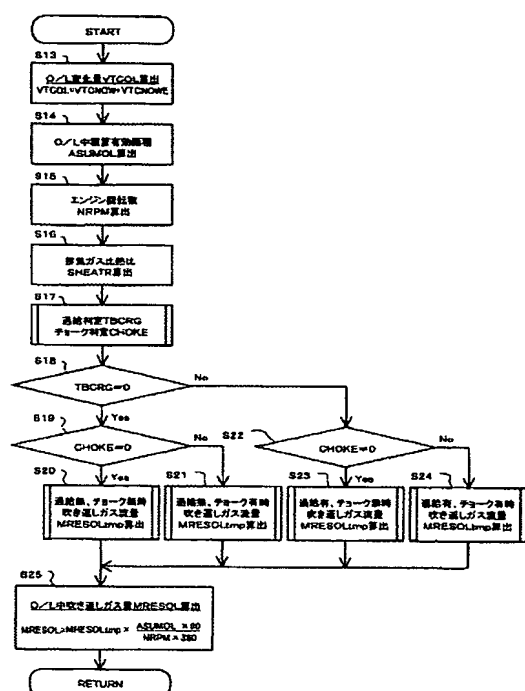 START
S13
O/L変化量VTCOL算出
VTCOL=VTCNOW+VTCNOWE
S14
O/L中積算有効面積
ASUMOL算出
S15
エンジン回転数
NRPM算出
S16
排気ガス比熱比
SHEATR算出
S17
過給判定TBCRG
チョーク判定CHOKE
S18
TBCRG=0
No
Yes
S19
CHOKE=0
No
S22
CHOKE=0
No
Yes
Yes
S20
S21
S23
S24
過給無、チョーク無時
吹き返しガス流量
MRESOLtmp算出
過給無、チョーク有時
吹き返しガス流量
MRESOLtmp算出
過給有、チョーク無時
吹き返しガス流量
MRESOLtmp算出
過給有、チョーク有時
吹き返しガス流量
MRESOLtmp算出
S25
O/L中吹き返しガス量MRESOL算出
MRESOL=MRESOLtmp× ASUMOL ×60
NRPM×360
RETURN